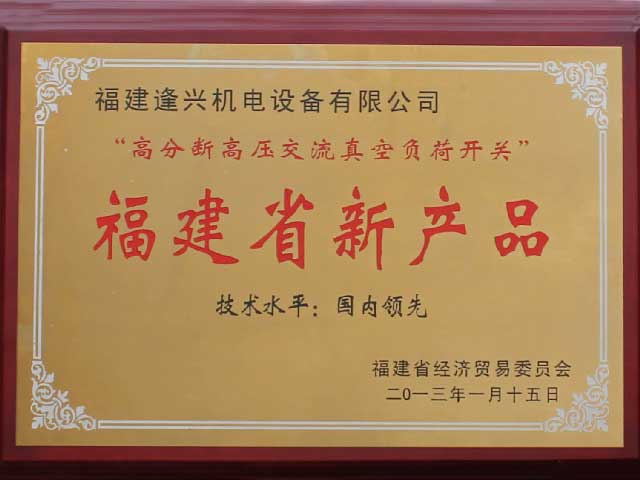 福建逢兴机电设备有限公司
“高分断高压交流真空负荷开关”
福建省新产品
技术水平：国内领先
福建省经济贸易委员会
二0一三年一月十五日